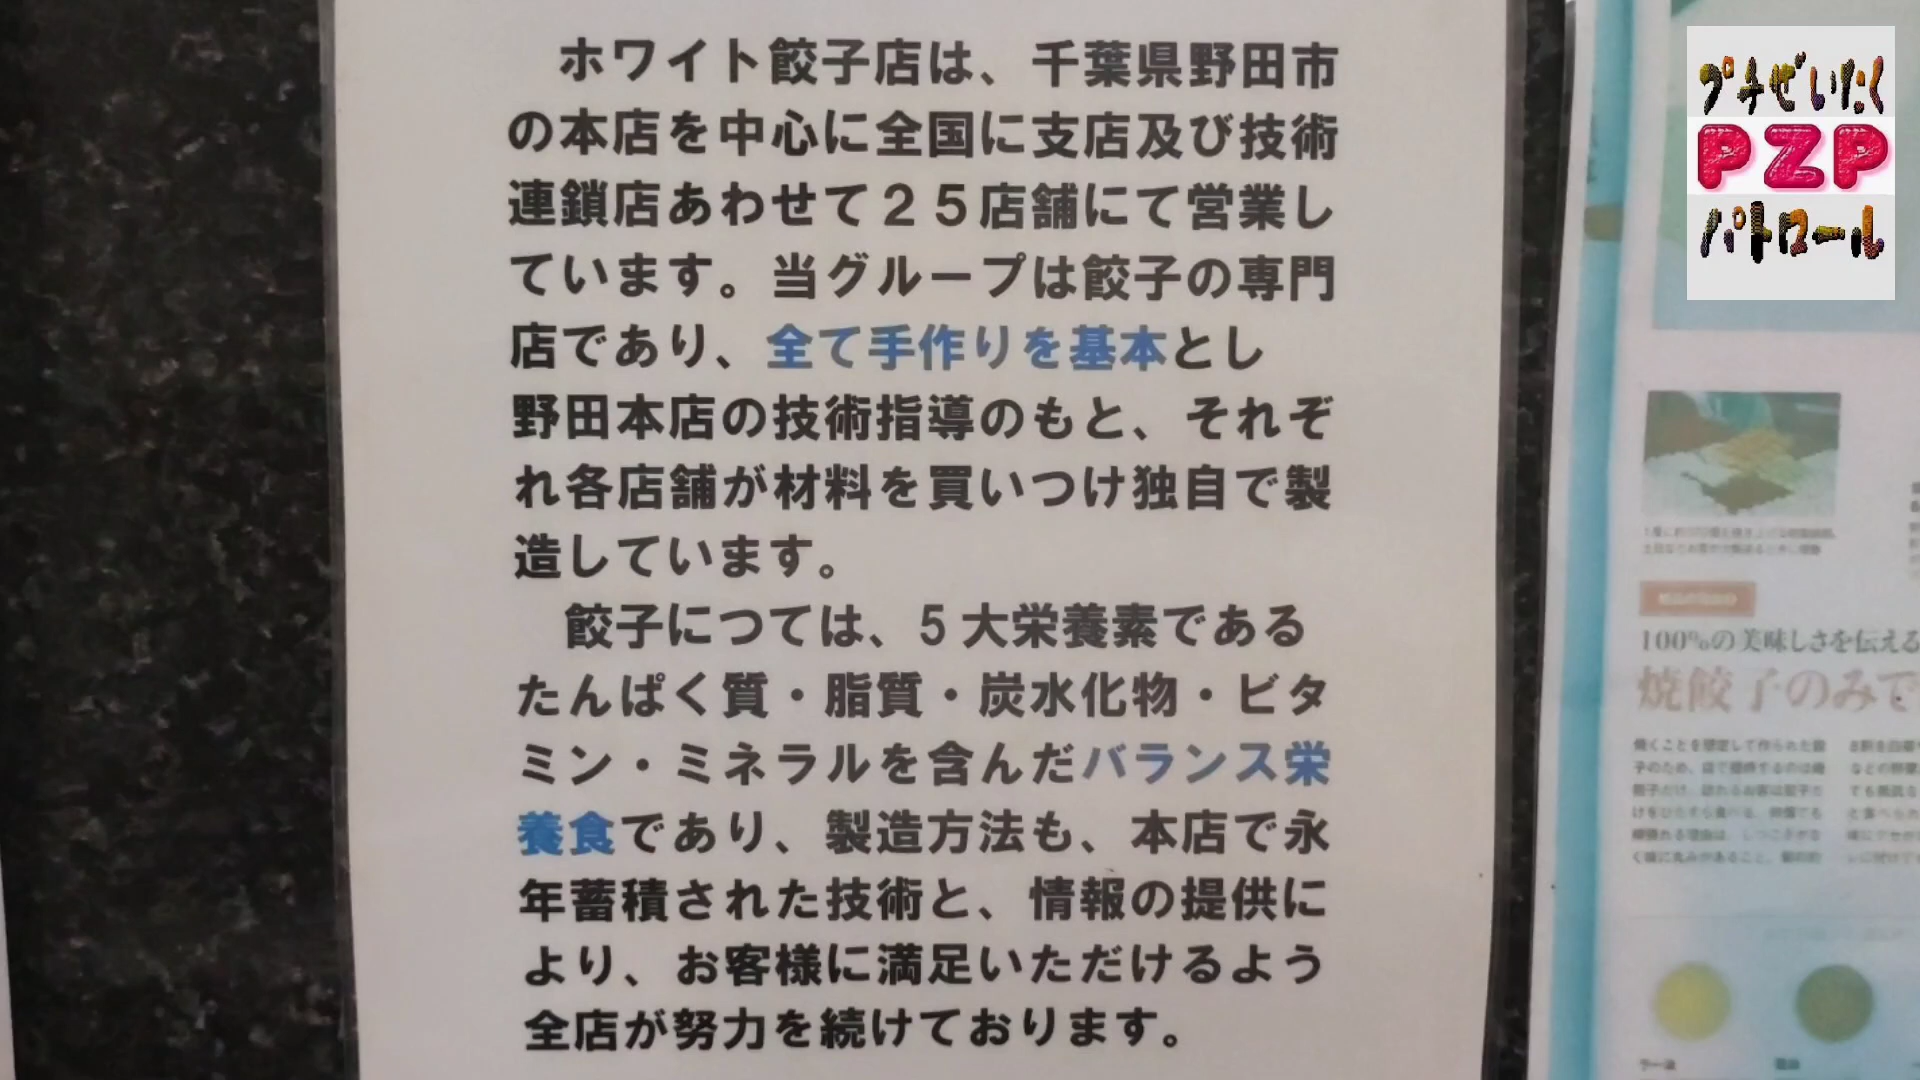 ホワイト餃子店は、千葉県野田市
の本店を中心に全国に支店及び技術
連鎖店あわせて２５店舗にて営業し
ています。当グループは餃子の専門
店であり、全て手作りを基本とし
野田本店の技術指導のもと、それぞ
れ各店舗が材料を買いつけ独自で製
造しています。
餃子につては、5大栄養素である
たんぱく質・脂質・炭水化物・ビタ
ミン・ミネラルを含んだバランス栄
養食であり、製造方法も、本店で永
年蓄積された技術と、情報の提供に
より、お客様に満足いただけるよう
全店が努力を続けております。
プチぜいたく
PZP
パトロール
100%の美味しさを伝える
焼餃子のみで
ラー油